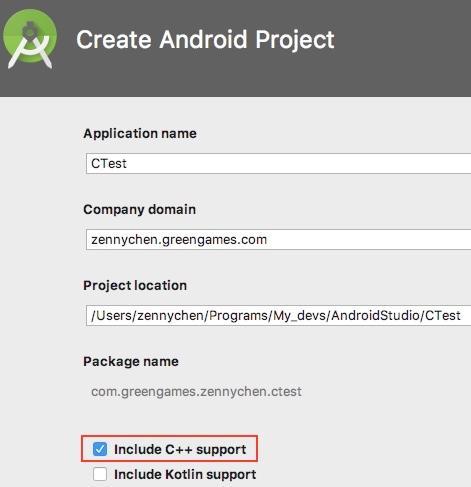 Create Android Project
Application name
CTest
Company domain
zennychen.greengames.com
Project location
/Users/zennychen/Programs/My_devs/AndroidStudio/CTest
Package name
com.greengames.zennychen.ctest
Include C++ support
Include Kotlin support